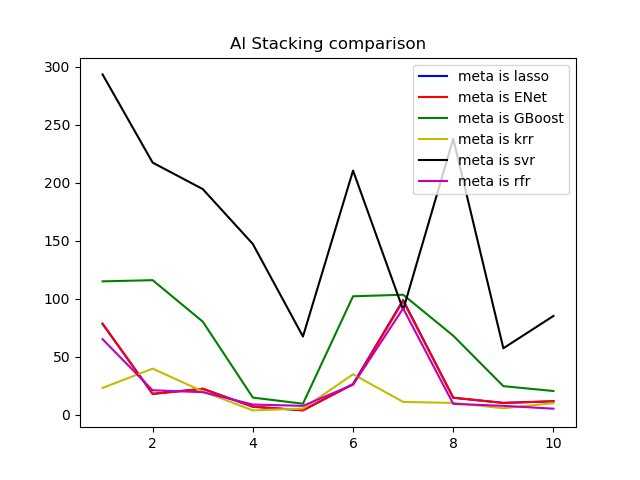 Al Stacking comparison
300
250
200
150
100
50
0
meta is lasso
meta is ENet
meta is GBoost
meta is krr
meta is svr
meta is rfr
2
4
6
8
10